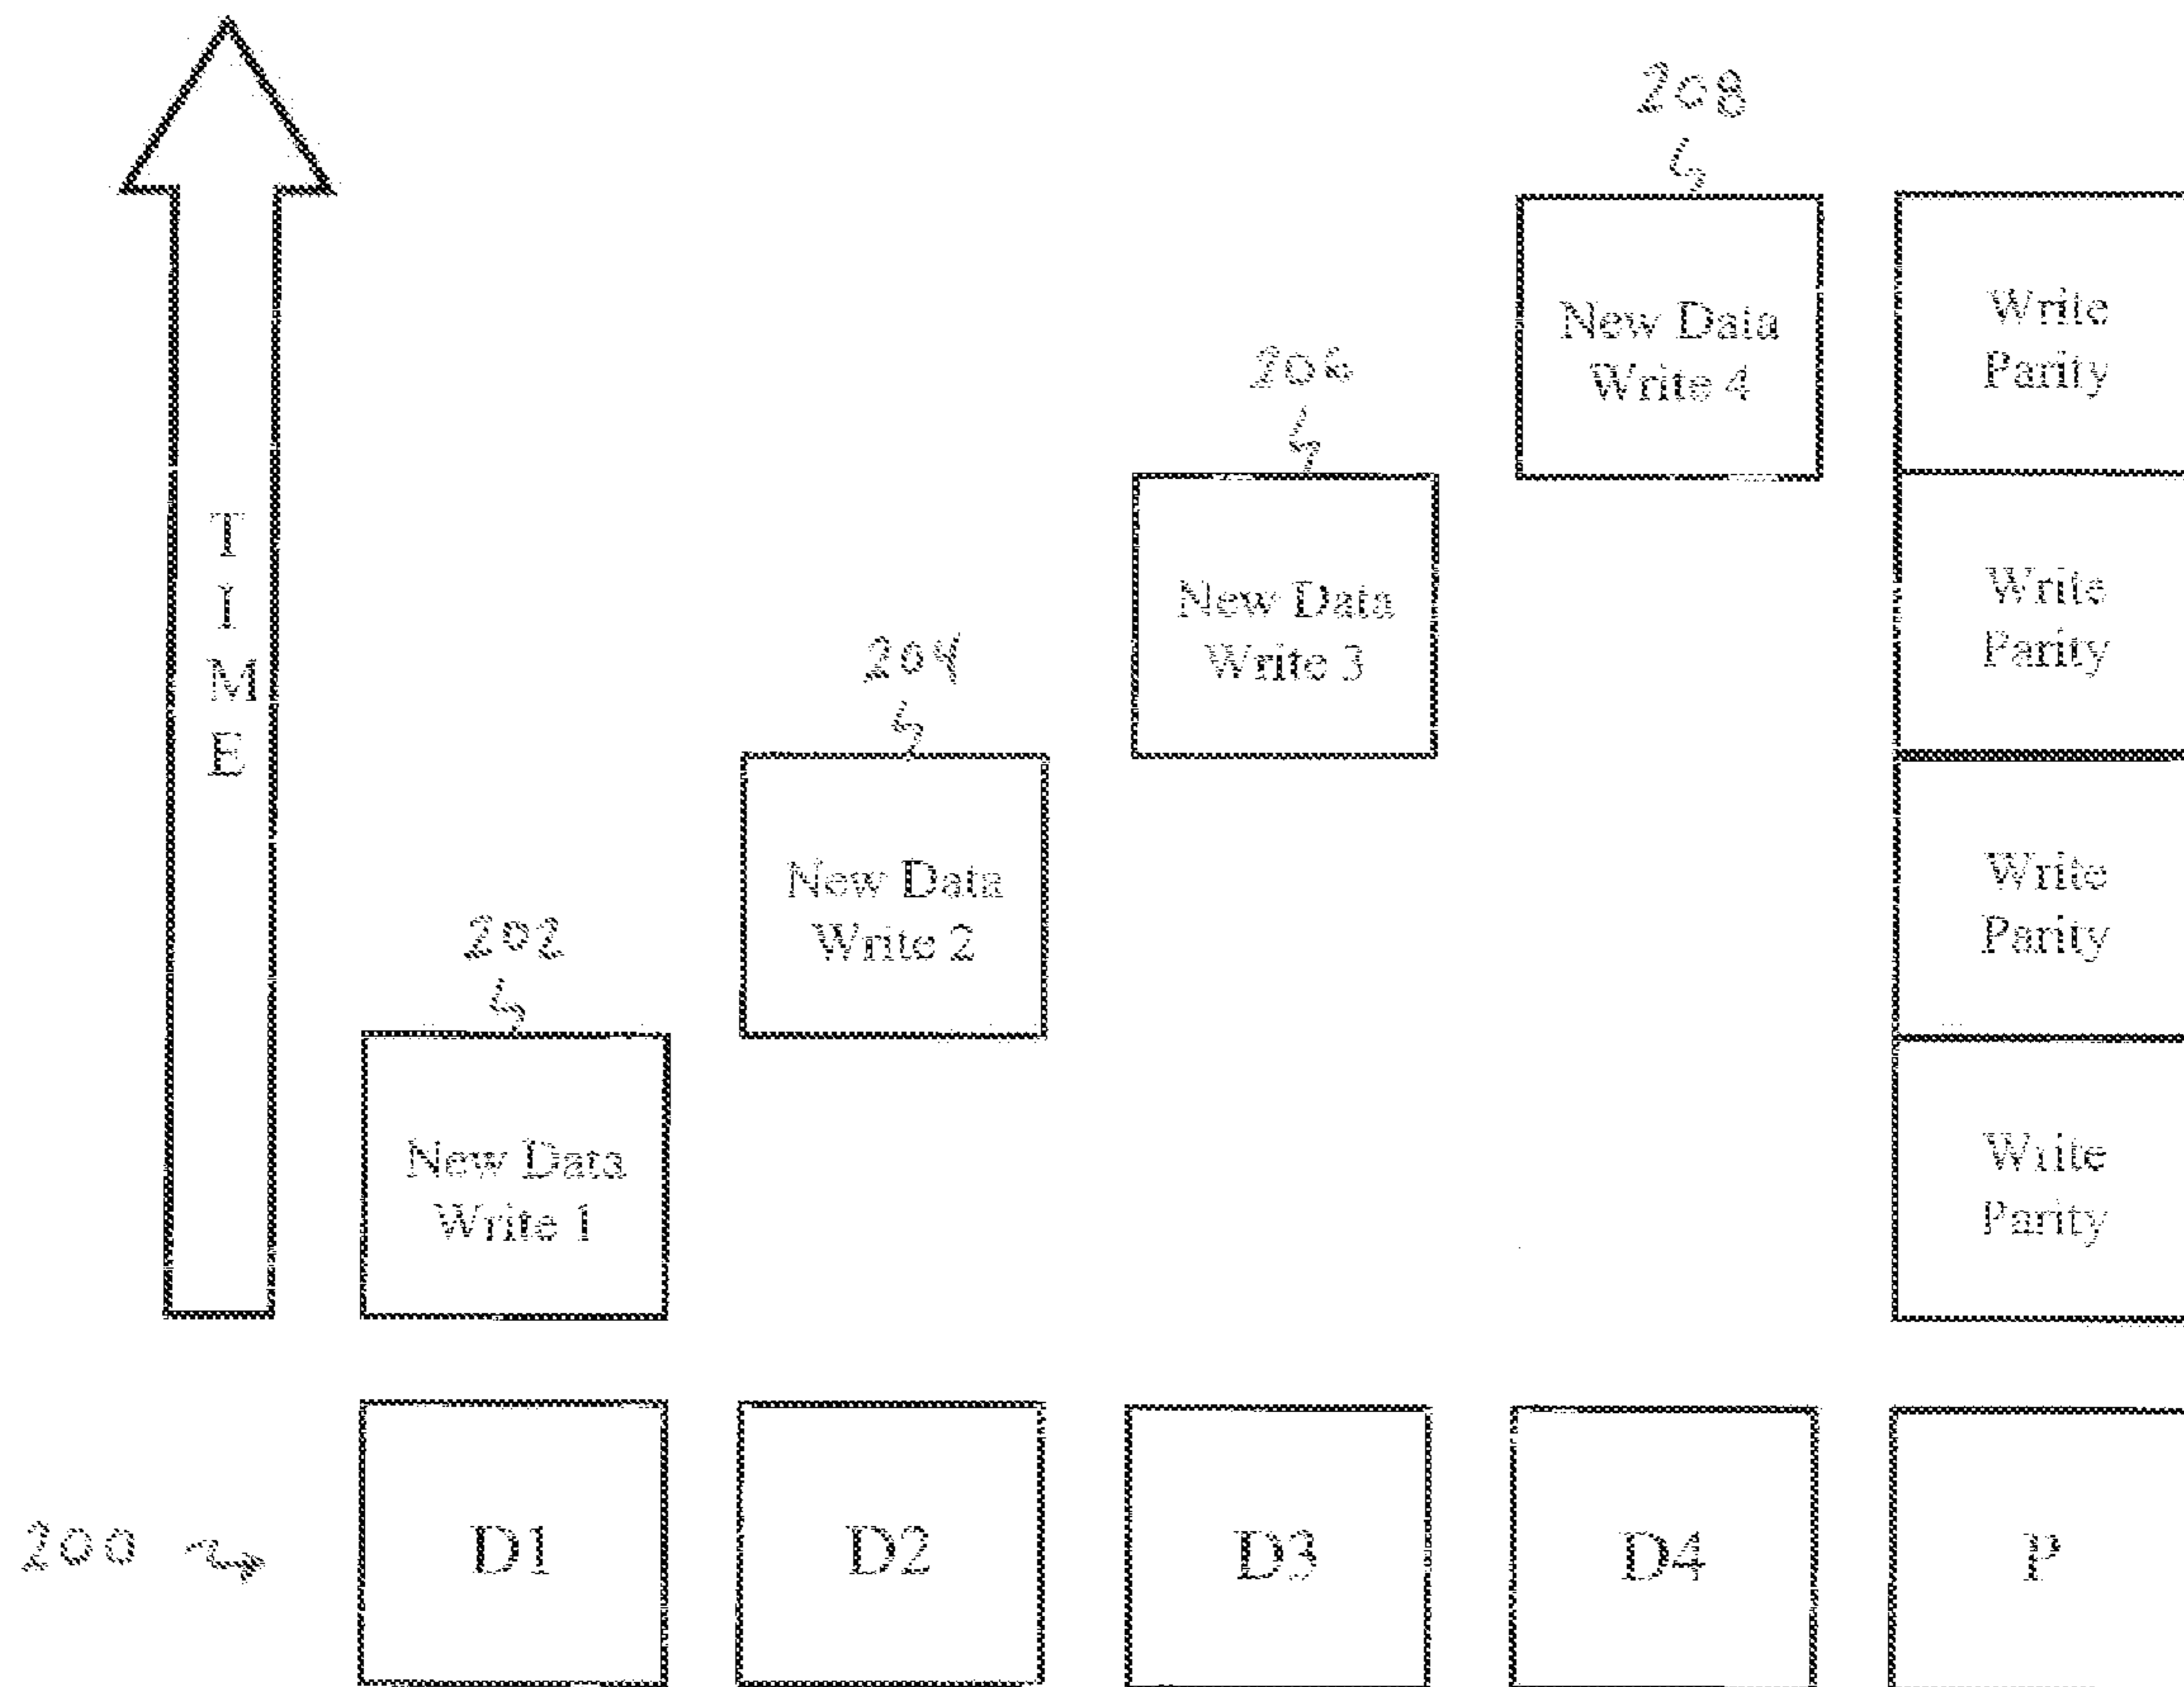 208
Write
Parity
New Data
Write 4
206
Write
Parity
New Data
Write 3
T
I
M
E
204
Write
Parity
New Data
Write 2
202
Write
Parity
New Data
Write 1
200
D1
D2
D3
D4
P